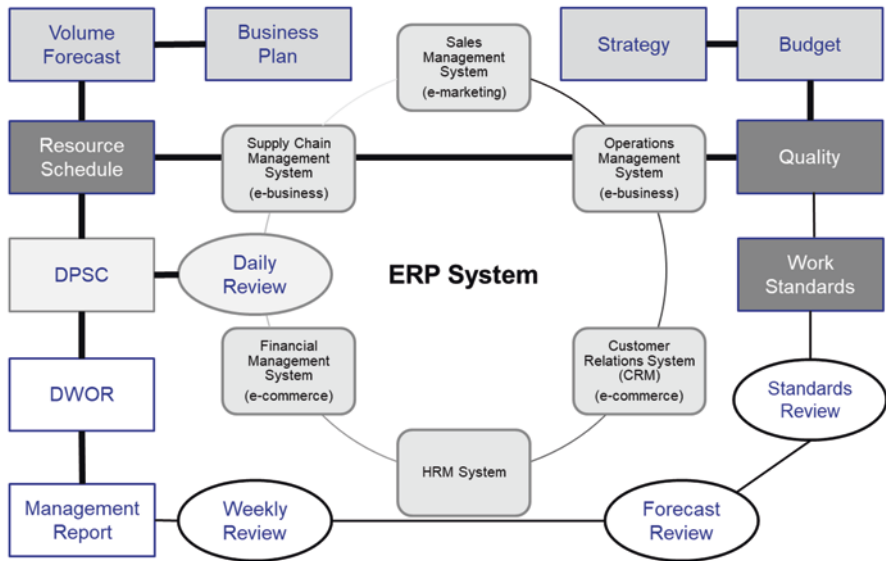 Volume
Forecast
Business
Plan
Sales
Management
System
(e-marketing)
Strategy
Budget
Resource
Schedule
Supply Chain
Management
System
(e-business)
Operations
Management
System
(e-business)
Quality
DPSC
Daily
Review
ERP System
Work
Standards
DWOR
Financial
Management
System
(e-commerce)
Customer
Relations System
(CRM)
(e-commerce)
Standards
Review
Management
Report
Weekly
Review
HRM System
Forecast
Review